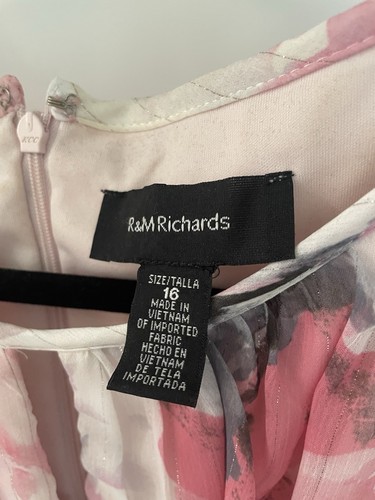 R&M Richards
SIZE/TALLA
16
MADE IN
VIETNAM
OF IMPORTED
FABRIC
HECHO EN
VIETNAM
DE TELA
IMPORTADA